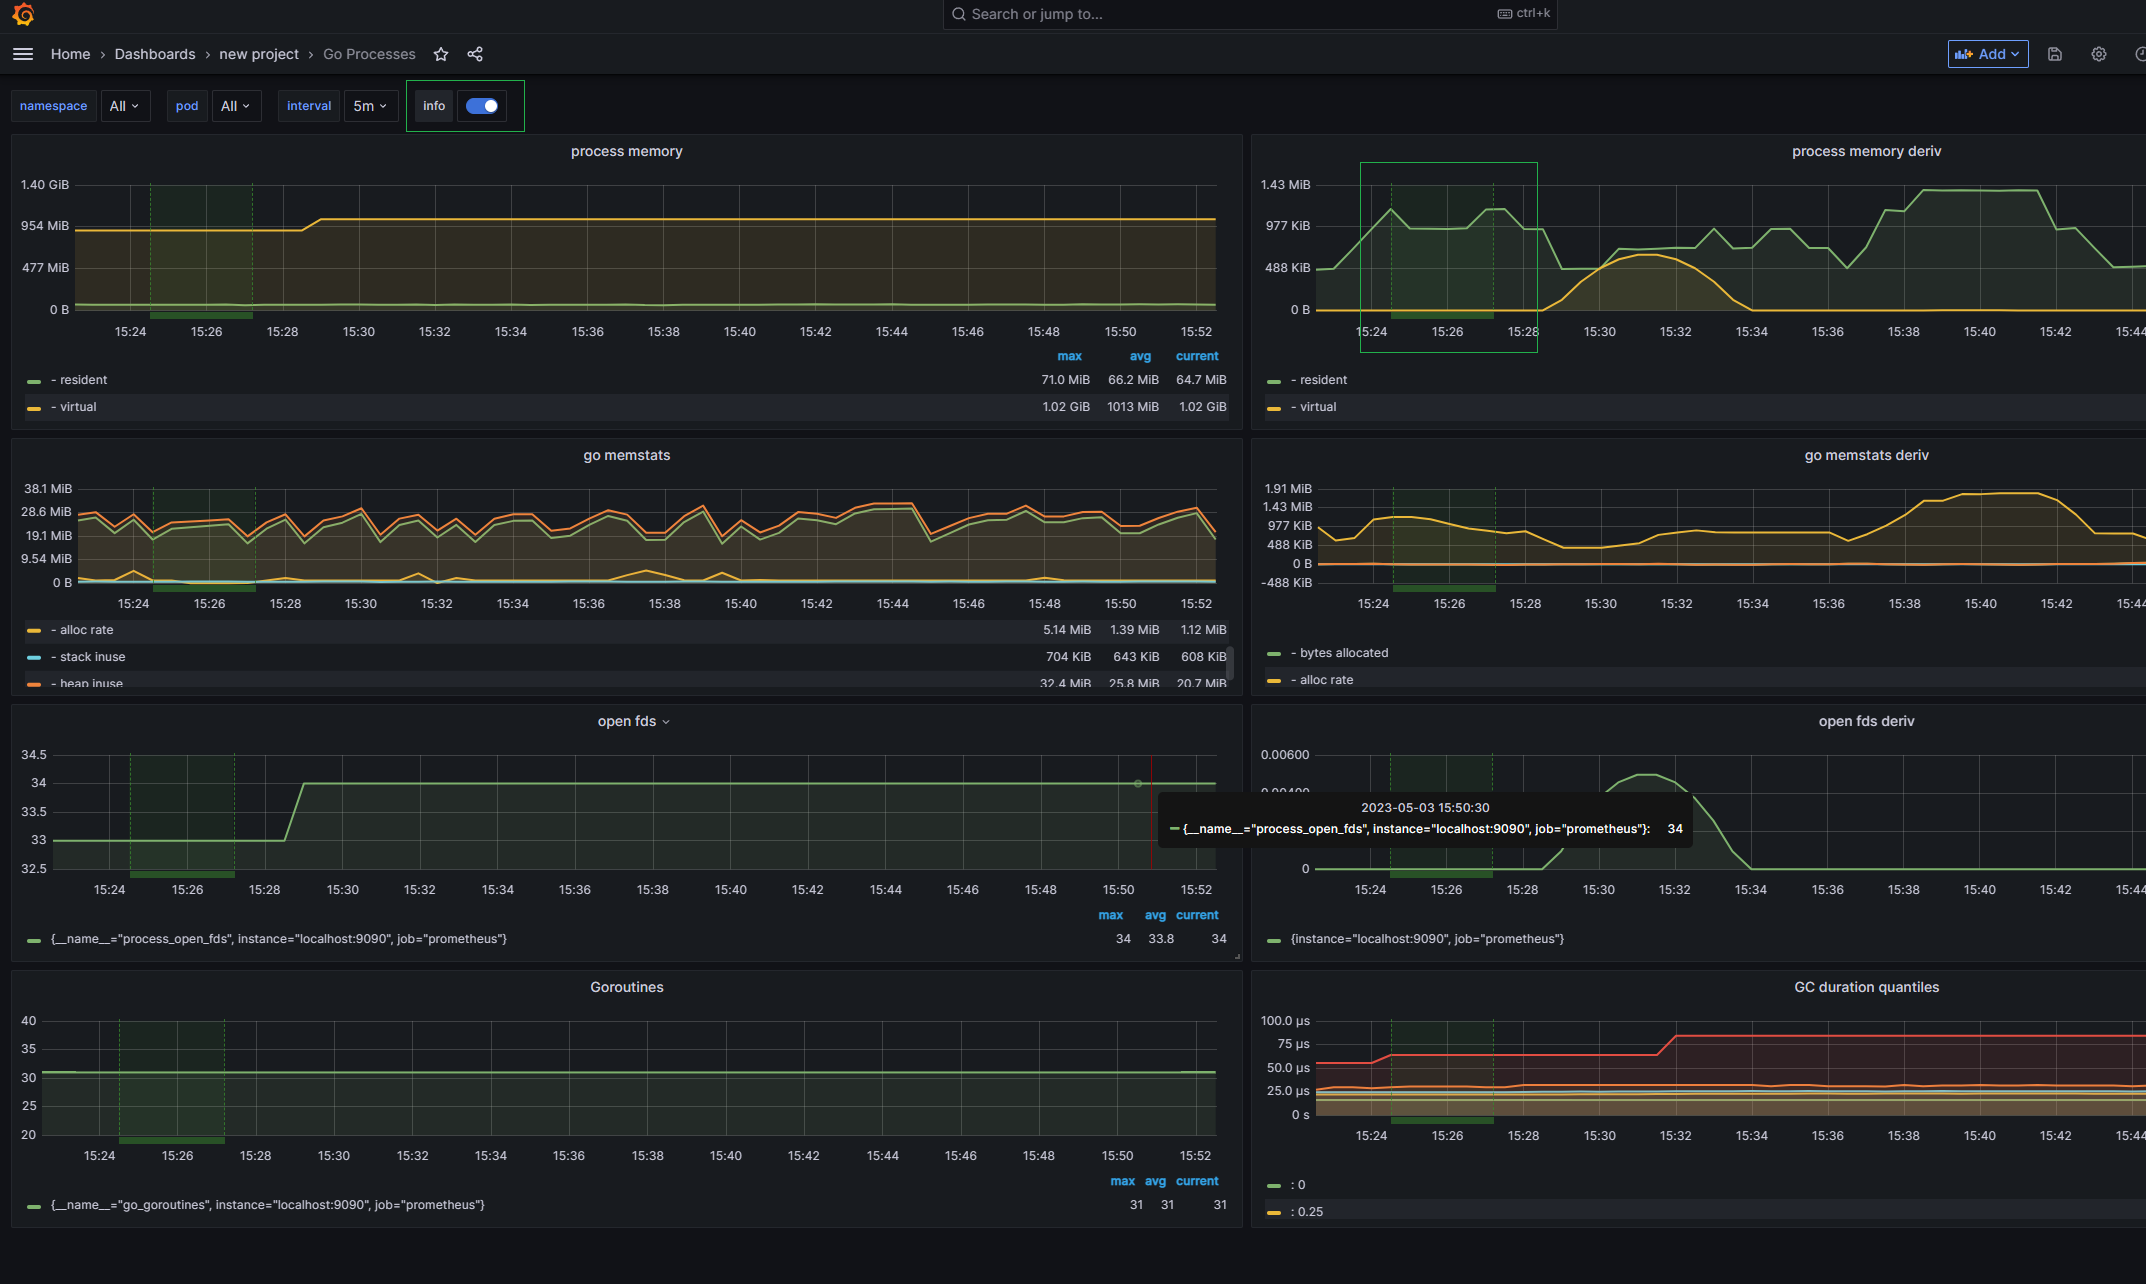 Search or jump to... ctrl+k
Home › Dashboards › new project › Go Processes
Add
namespace All pod All interval 5m info
process memory
1.40 GiB
954 MiB
477 MiB
0 B
15:24 15:26 15:28 15:30 15:32 15:34 15:36 15:38 15:40 15:42 15:44 15:46 15:48 15:50 15:52
max avg current
- resident 71.0 MiB 66.2 MiB 64.7 MiB
- virtual 1.02 GiB 1013 MiB 1.02 GiB
process memory deriv
1.43 MiB
977 KiB
488 KiB
0 B
15:24 15:26 15:28 15:30 15:32 15:34 15:36 15:38 15:40 15:42 15:44
- resident
- virtual
go memstats
38.1 MiB
28.6 MiB
19.1 MiB
9.54 MiB
0 B
15:24 15:26 15:28 15:30 15:32 15:34 15:36 15:38 15:40 15:42 15:44 15:46 15:48 15:50 15:52
- alloc rate 5.14 MiB 1.39 MiB 1.12 MiB
- stack inuse 704 KiB 643 KiB 608 KiB
- heap inuse 32.4 MiB 25.8 MiB 20.7 MiB
go memstats deriv
1.91 MiB
1.43 MiB
977 KiB
488 KiB
0 B
-488 KiB
15:24 15:26 15:28 15:30 15:32 15:34 15:36 15:38 15:40 15:42 15:44
- bytes allocated
- alloc rate
open fds
34.5
34
33.5
33
32.5
15:24 15:26 15:28 15:30 15:32 15:34 15:36 15:38 15:40 15:42 15:44 15:46 15:48 15:50 15:52
max avg current
{__name__="process_open_fds", instance="localhost:9090", job="prometheus"} 34 33.8 34
open fds deriv
0.00600
0.00400
2023-05-03 15:50:30
{__name__="process_open_fds", instance="localhost:9090", job="prometheus"}: 34
0
15:24 15:26 15:28 15:30 15:32 15:34 15:36 15:38 15:40 15:42 15:44
{instance="localhost:9090", job="prometheus"}
Goroutines
40
35
30
25
20
15:24 15:26 15:28 15:30 15:32 15:34 15:36 15:38 15:40 15:42 15:44 15:46 15:48 15:50 15:52
max avg current
{__name__="go_goroutines", instance="localhost:9090", job="prometheus"} 31 31 31
GC duration quantiles
100.0 µs
75 µs
50.0 µs
25.0 µs
0 s
15:24 15:26 15:28 15:30 15:32 15:34 15:36 15:38 15:40 15:42 15:44
: 0
: 0.25